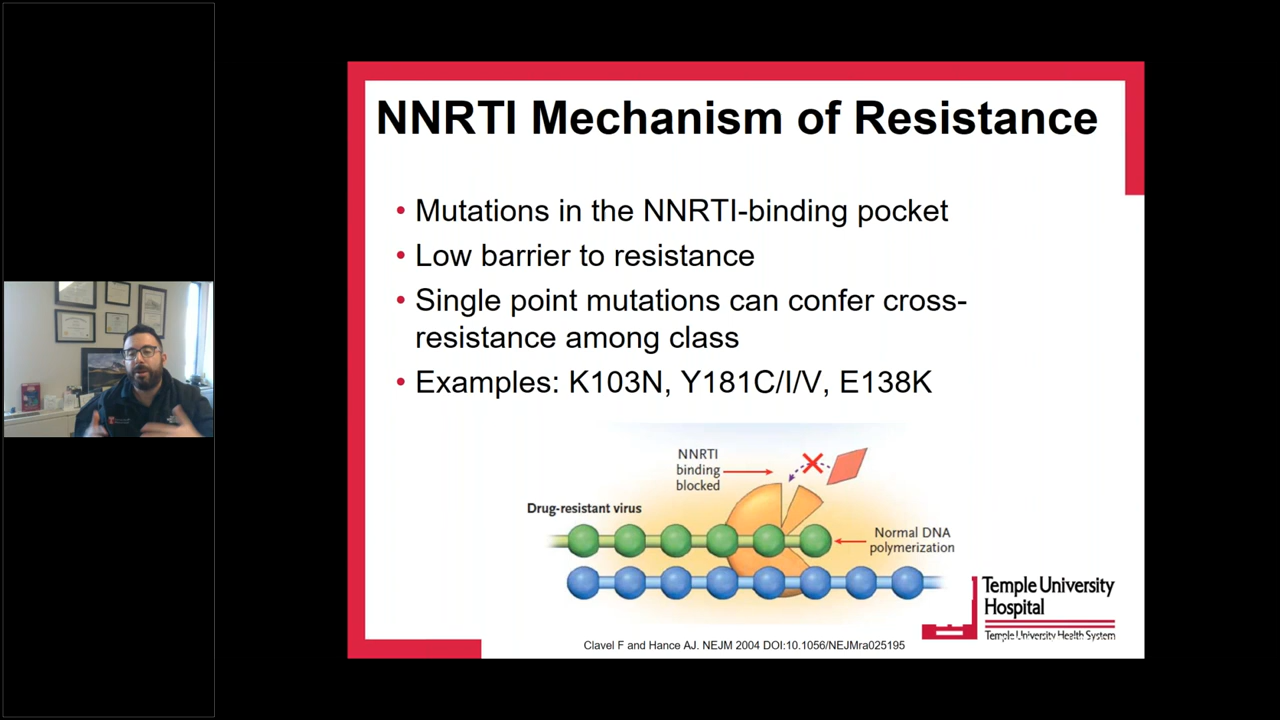 NNRTI Mechanism of Resistance
• Mutations in the NNRTI-binding pocket
• Low barrier to resistance
• Single point mutations can confer cross-
resistance among class
• Examples: K103N, Y181C/I/V, E138K
NNRTI
binding
blocked
Drug-resistant virus
Normal DNA
polymerization
Temple University
Hospital
Temple University Health System
Clavel F and Hance AJ. NEJM 2004 DOI:10.1056/NEJMra025195